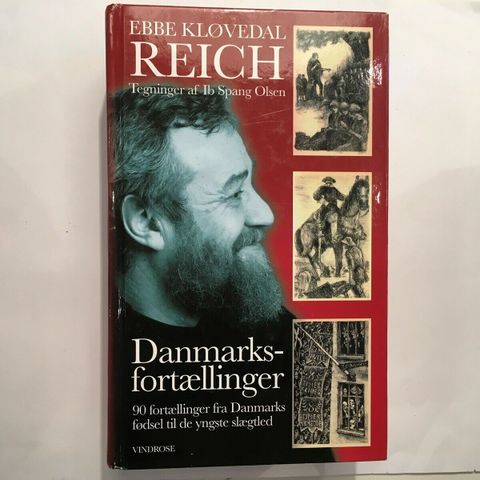 EBBE KLØVEDAL
REICH
Tegninger af Ib Spang Olsen
Danmarks-
fortællinger
90 fortællinger fra Danmarks
fødsel til de yngste slægtled
VINDROSE